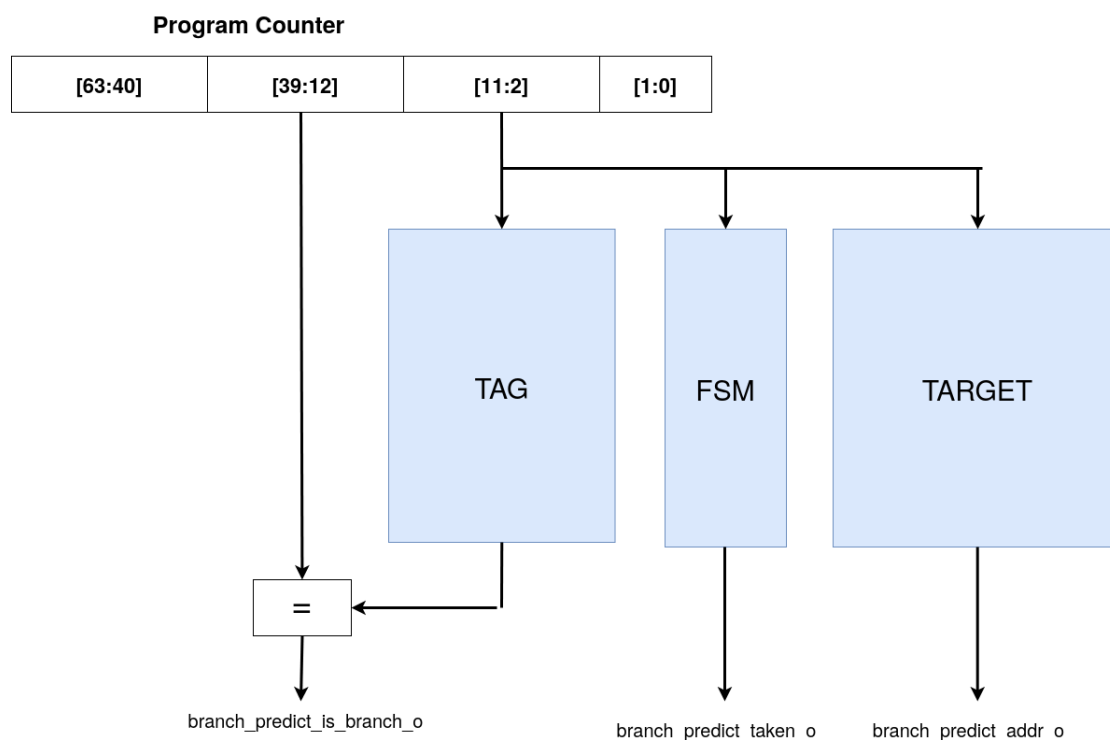 Program Counter
[63:40] [39:12] [11:2] [1:0]
TAG FSM TARGET
=
branch_predict_is_branch_o
branch_predict_taken_o branch_predict_addr_o